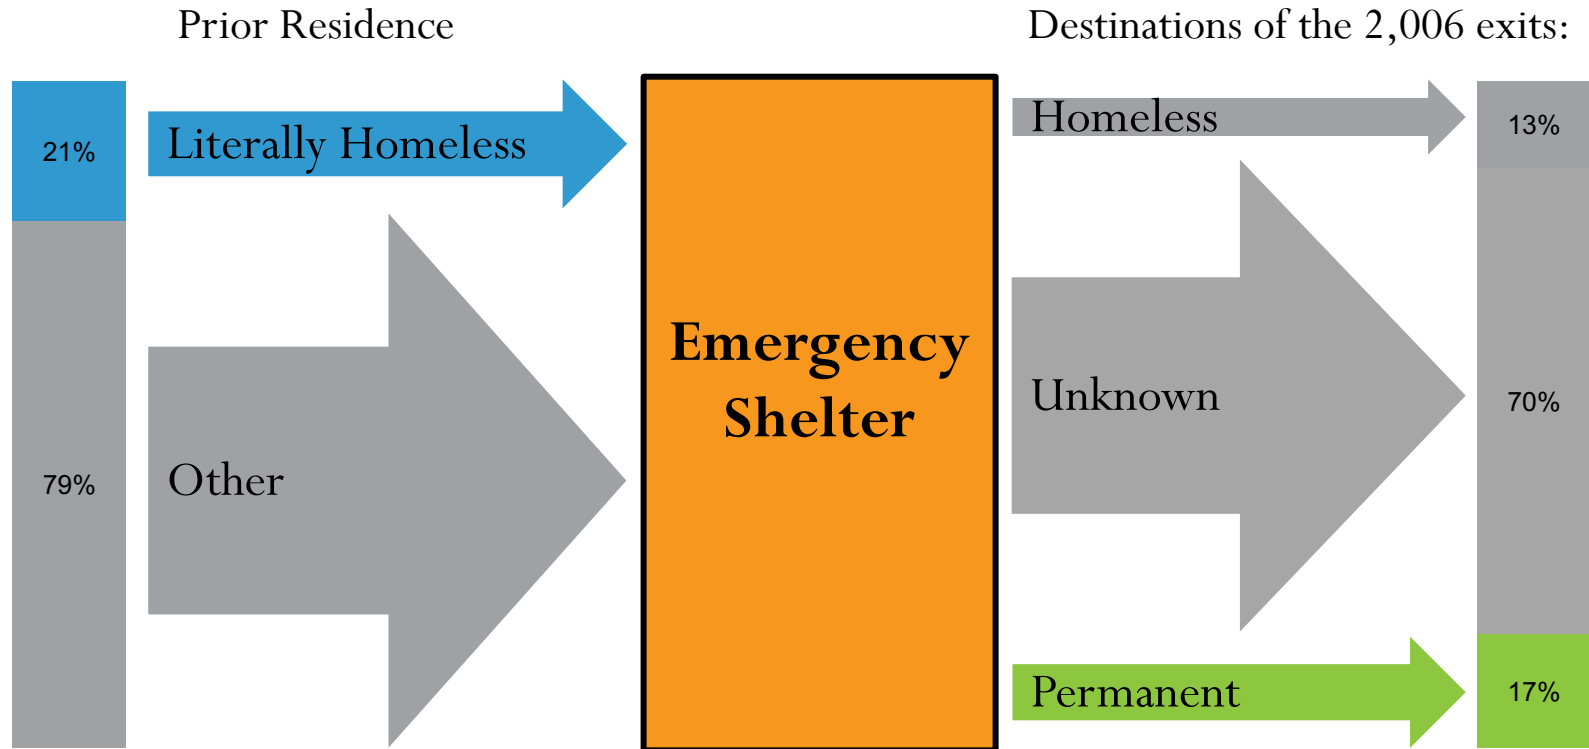 Prior Residence
Destinations of the 2,006 exits:
21%
Literally Homeless
79%
Other
Emergency
Shelter
Homeless
13%
Unknown
70%
Permanent
17%